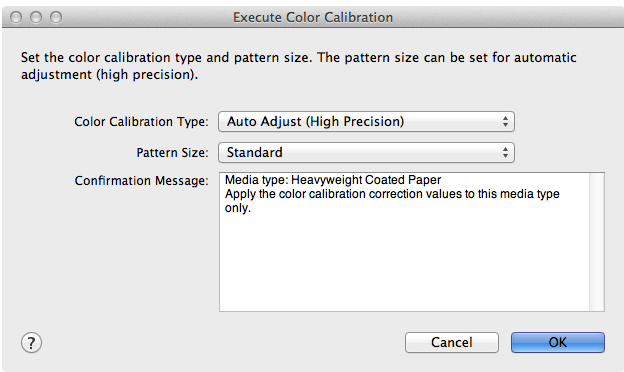 Execute Color Calibration
Set the color calibration type and pattern size. The pattern size can be set for automatic
adjustment (high precision).
Color Calibration Type: Auto Adjust (High Precision)
Pattern Size: Standard
Confirmation Message: Media type: Heavyweight Coated Paper
Apply the color calibration correction values to this media type
only.
? Cancel OK